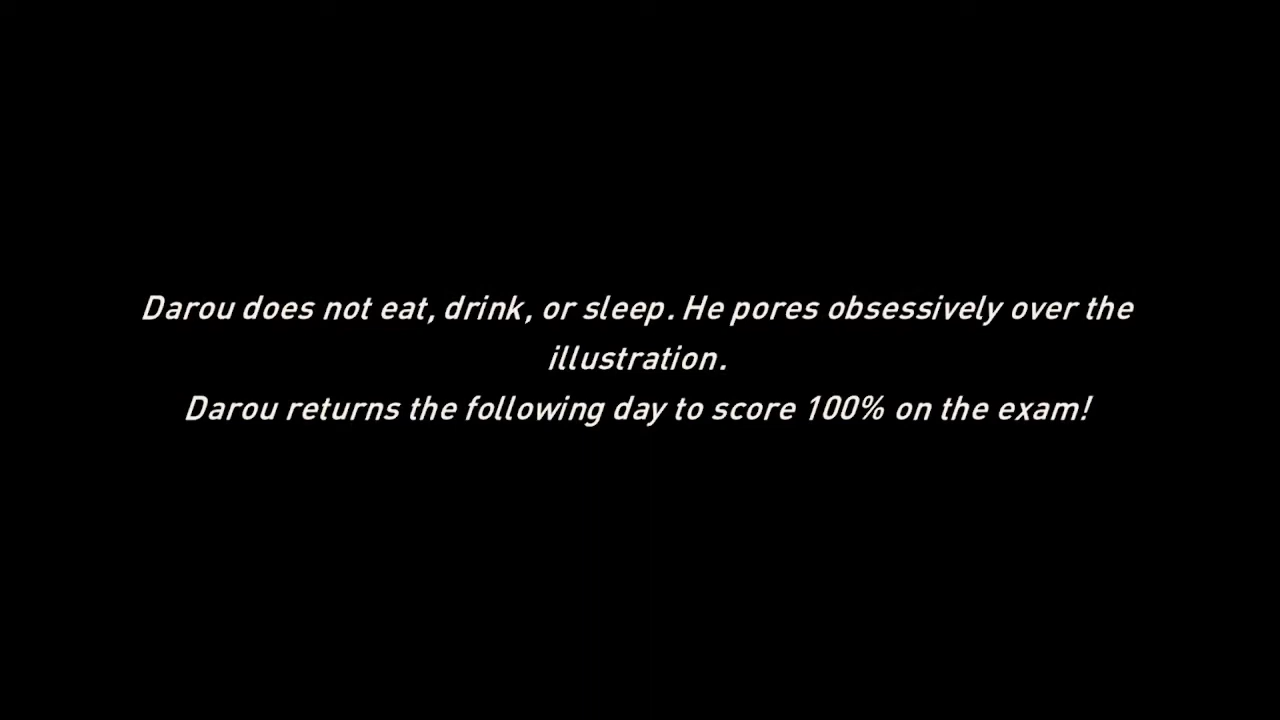 Darou does not eat, drink, or sleep. He pores obsessively over the
illustration.
Darou returns the following day to score 100% on the exam!